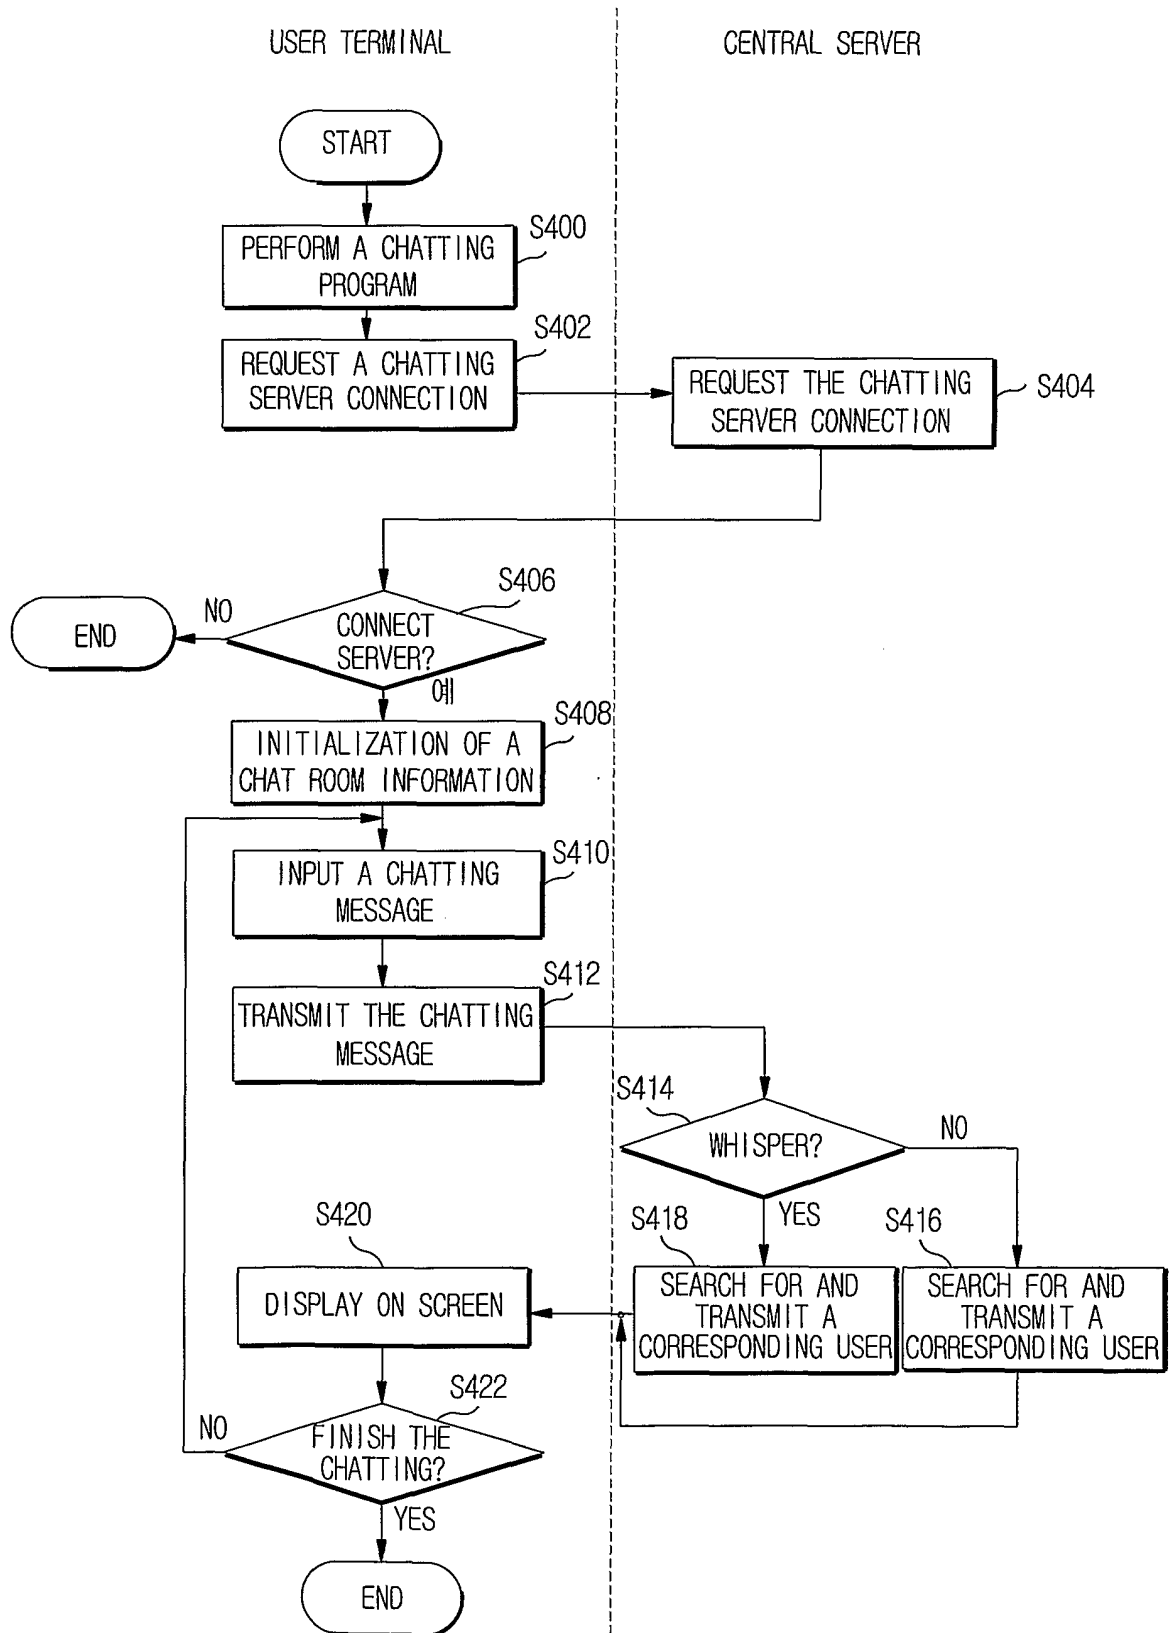 USER TERMINAL
CENTRAL SERVER
START
S400
PERFORM A CHATTING
PROGRAM
S402
REQUEST A CHATTING
SERVER CONNECTION
REQUEST THE CHATTING
SERVER CONNECTION
S404
S406
NO
END
CONNECT
SERVER?
예
S408
INITIALIZATION OF A
CHAT ROOM INFORMATION
S410
INPUT A CHATTING
MESSAGE
S412
TRANSMIT THE CHATTING
MESSAGE
S414
WHISPER?
NO
YES
S420
S418
S416
DISPLAY ON SCREEN
SEARCH FOR AND
TRANSMIT A
CORRESPONDING USER
SEARCH FOR AND
TRANSMIT A
CORRESPONDING USER
S422
NO
FINISH THE
CHATTING?
YES
END